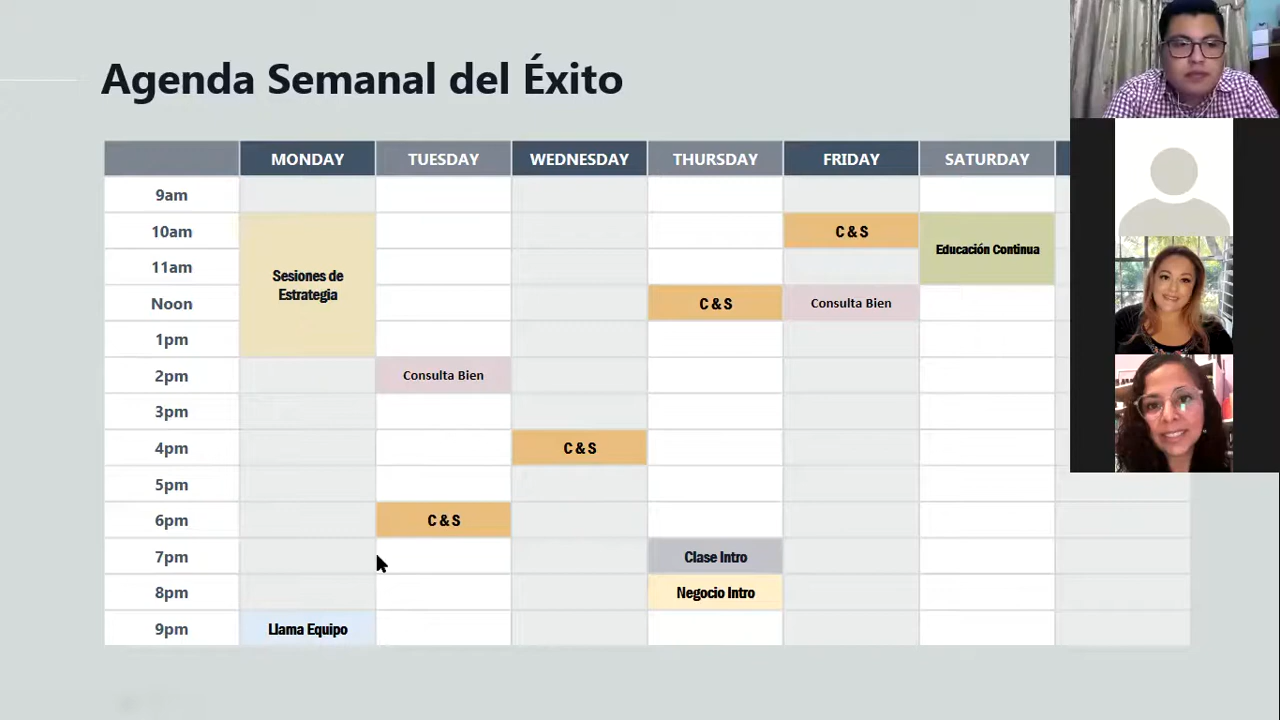 Agenda Semanal del Éxito
MONDAY TUESDAY WEDNESDAY THURSDAY FRIDAY SATURDAY
9am
10am C & S
Educación Continua
11am
Sesiones de
Estrategia
Noon C & S Consulta Bien
1pm
2pm Consulta Bien
3pm
4pm C & S
5pm
6pm C & S
7pm Clase Intro
8pm Negocio Intro
9pm Llama Equipo